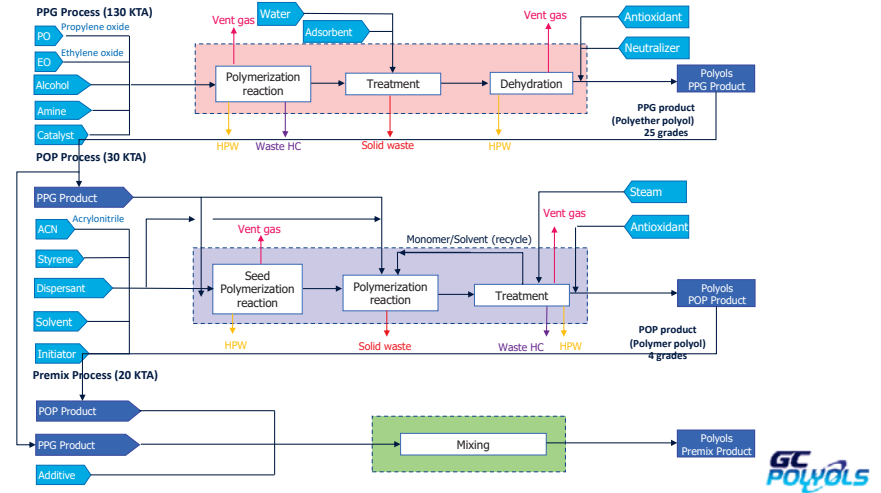 PPG Process (130 KTA)
PO
Propylene oxide
EO
Ethylene oxide
Alcohol
Amine
Catalyst
Vent gas
Water
Adsorbent
Vent gas
Antioxidant
Neutralizer
Polymerization
reaction
Treatment
Dehydration
Polyols
PPG Product
HPW
Waste HC
Solid waste
HPW
PPG product
(Polyether polyol)
25 grades
POP Process (30 KTA)
PPG Product
ACN
Acrylonitrile
Styrene
Dispersant
Solvent
Initiator
Vent gas
Monomer/Solvent (recycle)
Vent gas
Steam
Antioxidant
Seed
Polymerization
reaction
Polymerization
reaction
Treatment
Polyols
POP Product
HPW
Solid waste
Waste HC
HPW
POP product
(Polymer polyol)
4 grades
Premix Process (20 KTA)
POP Product
PPG Product
Additive
Mixing
Polyols
Premix Product
GC
POLYOLS